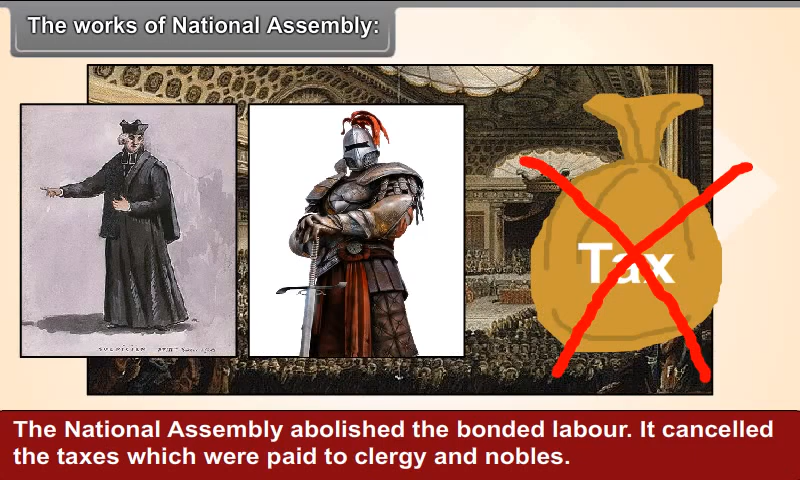 The works of National Assembly:
Tax
The National Assembly abolished the bonded labour. It cancelled
the taxes which were paid to clergy and nobles.